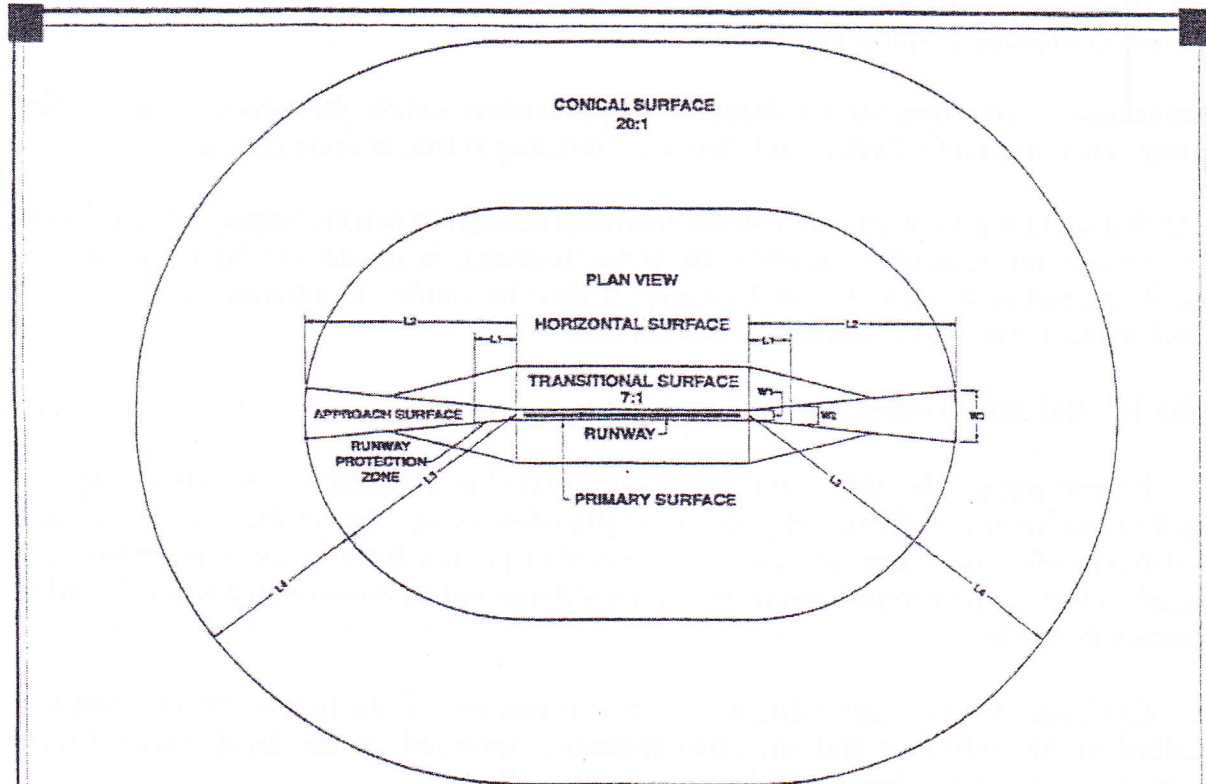 CONICAL SURFACE
20:1
PLAN VIEW
L2
HORIZONTAL SURFACE
L2
L1
L1
TRANSITIONAL SURFACE
7:1
W1
APPROACH SURFACE
W2
W3
RUNWAY
RUNWAY
PROTECTION
ZONE
L3
L3
PRIMARY SURFACE
L4
L4